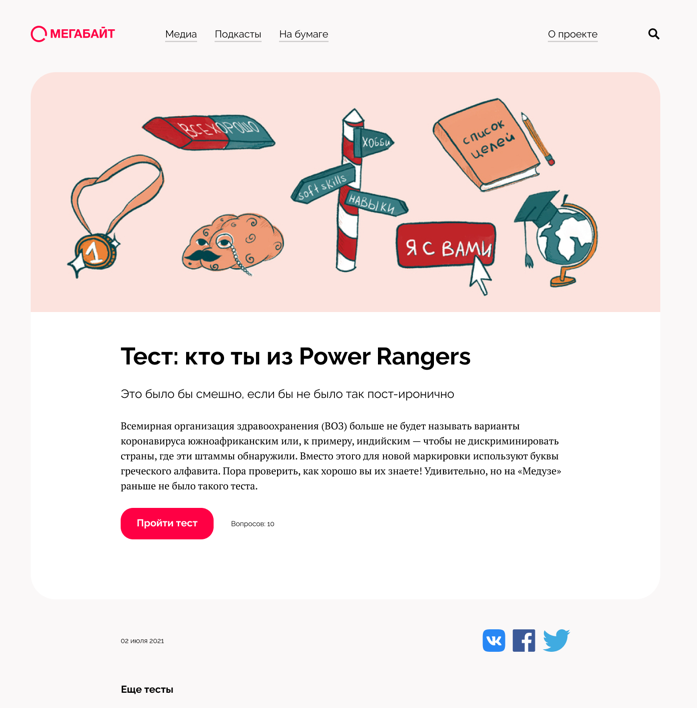 МЕГАБАЙТ Медиа Подкасты На бумаге О проекте
ВСЕ ХОРОШО
ХОББИ
soft skills
НАВЫКИ
СПИСОК
ЦЕЛЕЙ
1
Я С ВАМИ
Тест: кто ты из Power Rangers
Это было бы смешно, если бы не было так пост-иронично
Всемирная организация здравоохранения (ВОЗ) больше не будет называть варианты
коронавируса южноафриканским или, к примеру, индийским — чтобы не дискриминировать
страны, где эти штаммы обнаружили. Вместо этого для новой маркировки используют буквы
греческого алфавита. Пора проверить, как хорошо вы их знаете! Удивительно, но на «Медузе»
раньше не было такого теста.
Пройти тест Вопросов: 10
02 июля 2021
Еще тесты